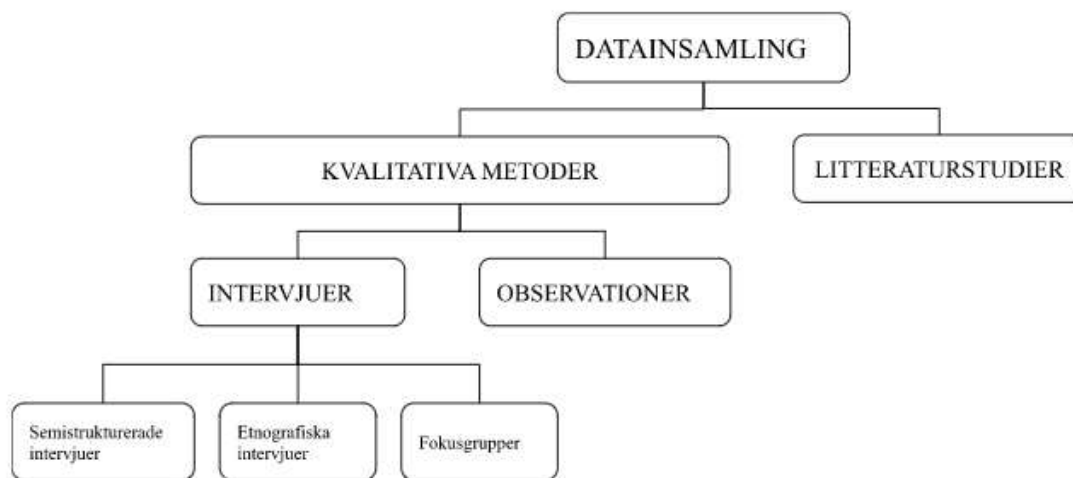 DATAINSAMLING
KVALITATIVA METODER
LITTERATURSTUDIER
INTERVJUER
OBSERVATIONER
Semistrukturerade
intervjuer
Etnografiska
intervjuer
Fokusgrupper